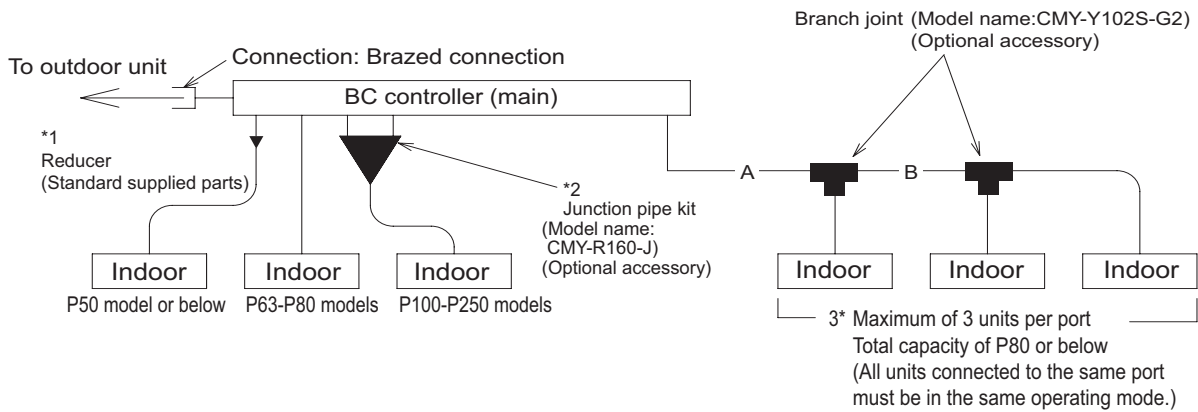 Branch joint (Model name:CMY-Y102S-G2)
(Optional accessory)
To outdoor unit
Connection: Brazed connection
BC controller (main)
*1
Reducer
(Standard supplied parts)
*2
Junction pipe kit
(Model name:
CMY-R160-J)
(Optional accessory)
A
B
Indoor
Indoor
Indoor
Indoor
Indoor
Indoor
P50 model or below
P63-P80 models
P100-P250 models
3* Maximum of 3 units per port
Total capacity of P80 or below
(All units connected to the same port
must be in the same operating mode.)